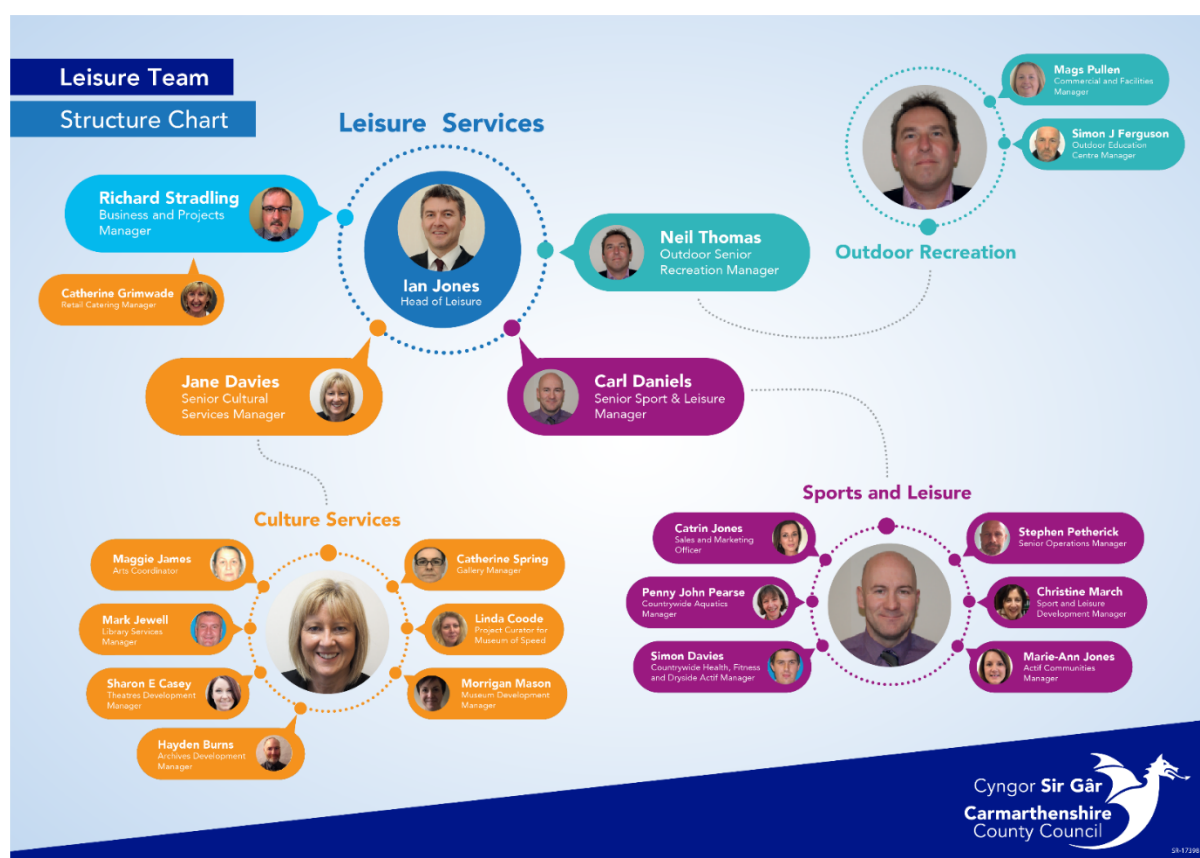 Leisure Team
Structure Chart
Leisure Services
Richard Stradling
Business and Projects
Manager
Catherine Grimwade
Retail Catering Manager
Ian Jones
Head of Leisure
Neil Thomas
Outdoor Senior
Recreation Manager
Jane Davies
Senior Cultural
Services Manager
Carl Daniels
Senior Sport & Leisure
Manager
Mags Pullen
Commercial and Facilities
Manager
Simon J Ferguson
Outdoor Education
Centre Manager
Outdoor Recreation
Culture Services
Maggie James
Arts Coordinator
Mark Jewell
Library Services
Manager
Sharon E Casey
Theatres Development
Manager
Hayden Burns
Archives Development
Manager
Catherine Spring
Gallery Manager
Linda Coode
Project Curator for
Museum of Speed
Morrigan Mason
Museum Development
Manager
Sports and Leisure
Catrin Jones
Sales and Marketing
Officer
Penny John Pearse
Countrywide Aquatics
Manager
Simon Davies
Countrywide Health, Fitness
and Dryside Actif Manager
Stephen Petherick
Senior Operations Manager
Christine March
Sport and Leisure
Development Manager
Marie-Ann Jones
Actif Communities
Manager
Cyngor Sir Gâr
Carmarthenshire
County Council
SR-17398